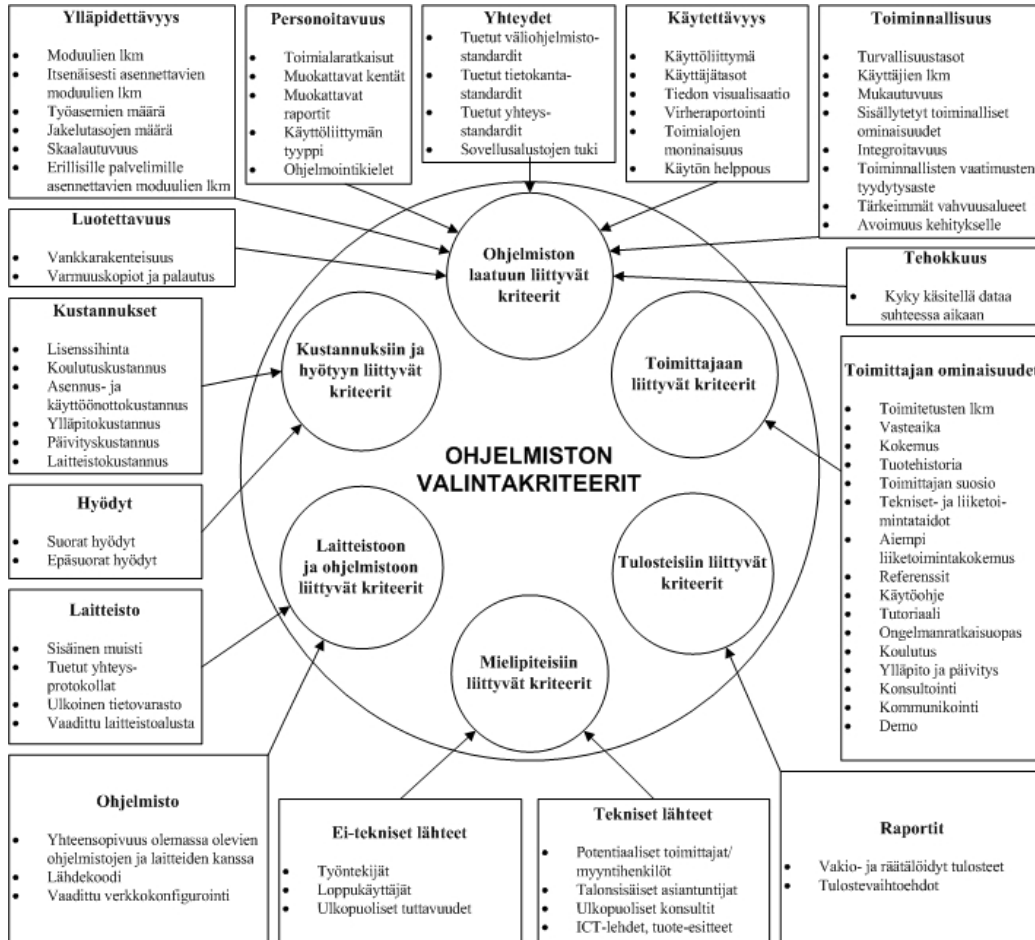 Ylläpidettävyys
Moduulien lkm
Itsenäisesti asennettavien
moduulien lkm
Työasemien määrä
Jakelutasojen määrä
Skaalautuvuus
Erillisille palvelimille
asennettavien moduulien lkm
Personoitavuus
Toimialaratkaisut
Muokattavat kentät
Muokattavat
raportit
Käyttöliittymän
tyyppi
Ohjelmointikielet
Yhteydet
Tuetut väliohjelmisto-
standardit
Tuetut tietokanta-
standardit
Tuetut yhteys-
standardit
Sovellusalustojen tuki
Käytettävyys
Käyttöliittymä
Käyttäjätasot
Tiedon visualisaatio
Virheraportointi
Toimialojen
moninaisuus
Käytön helppous
Toiminnallisuus
Turvallisuustasot
Käyttäjien lkm
Mukautuvuus
Sisällytetyt toiminalliset
ominaisuudet
Integroitavuus
Toiminnallisten vaatimusten
tyydytysaste
Tärkeimmät vahvuusalueet
Avoimuus kehitykselle
Luotettavuus
Vankkarakenteisuus
Varmuuskopiot ja palautus
Tehokkuus
Kyky käsitellä dataa
suhteessa aikaan
Kustannukset
Lisenssihinta
Koulutuskustannus
Asennus- ja
käyttöönottokustannus
Ylläpitokustannus
Päivityskustannus
Laitteistokustannus
Hyödyt
Suorat hyödyt
Epäsuorat hyödyt
Laitteisto
Sisäinen muisti
Tuetut yhteys-
protokollat
Ulkoinen tietovarasto
Vaadittu laitteistoalusta
Ohjelmiston
laatuun liittyvät
kriteerit
Kustannuksiin ja
hyötyyn liittyvät
kriteerit
Toimittajaan
liittyvät kriteerit
OHJELMISTON
VALINTAKRITEERIT
Laitteistoon
ja ohjelmistoon
liittyvät kriteerit
Tulosteisiin liittyvät
kriteerit
Mielipiteisiin
liittyvät kriteerit
Toimittajan ominaisuudet
Toimitetusten lkm
Vasteaika
Kokemus
Tuotehistoria
Toimittajan suosio
Tekniset- ja liiketoi-
mintataidot
Aiempi
liiketoimintakokemus
Referenssit
Käytöohje
Tutoriaali
Ongelmanratkaisuopas
Koulutus
Ylläpito ja päivitys
Konsultointi
Kommunikointi
Demo
Ohjelmisto
Yhteensopivuus olemassa olevien
ohjelmistojen ja laitteiden kanssa
Lähdekoodi
Vaadittu verkkokonfigurointi
Ei-tekniset lähteet
Työntekijät
Loppukäyttäjät
Ulkopuoliset tuttavuudet
Tekniset lähteet
Potentiaaliset toimittajat/
myyntihenkilöt
Talonsisäiset asiantuntijat
Ulkopuoliset konsultit
ICT-lehdet, tuote-esitteet
Raportit
Vakio- ja räätälöidyt tulosteet
Tulostevaihtoehdot